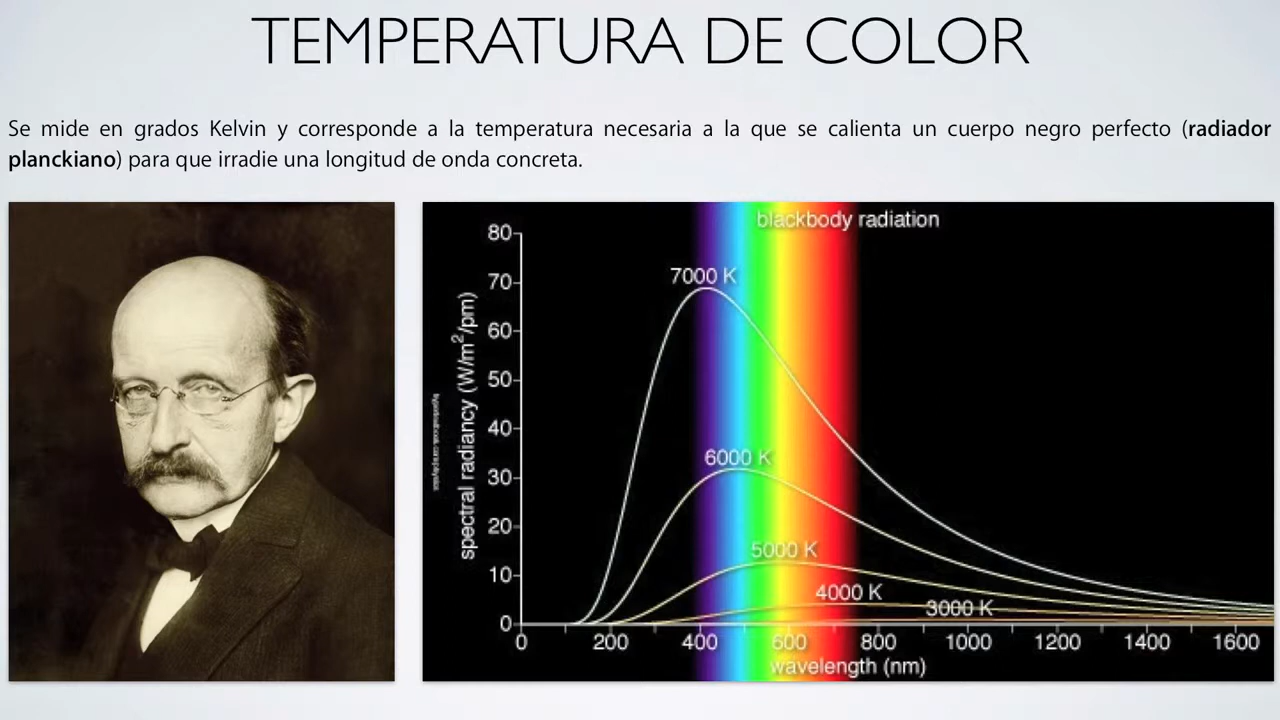 TEMPERATURA DE COLOR
Se mide en grados Kelvin y corresponde a la temperatura necesaria a la que se calienta un cuerpo negro perfecto (radiador
planckiano) para que irradie una longitud de onda concreta.
blackbody radiation
spectral radiancy (W/m²/pm)
80
70
60
50
40
30
20
10
0
7000 K
6000 K
5000 K
4000 K
3000 K
0 200 400 600 800 1000 1200 1400 1600
wavelength (nm)